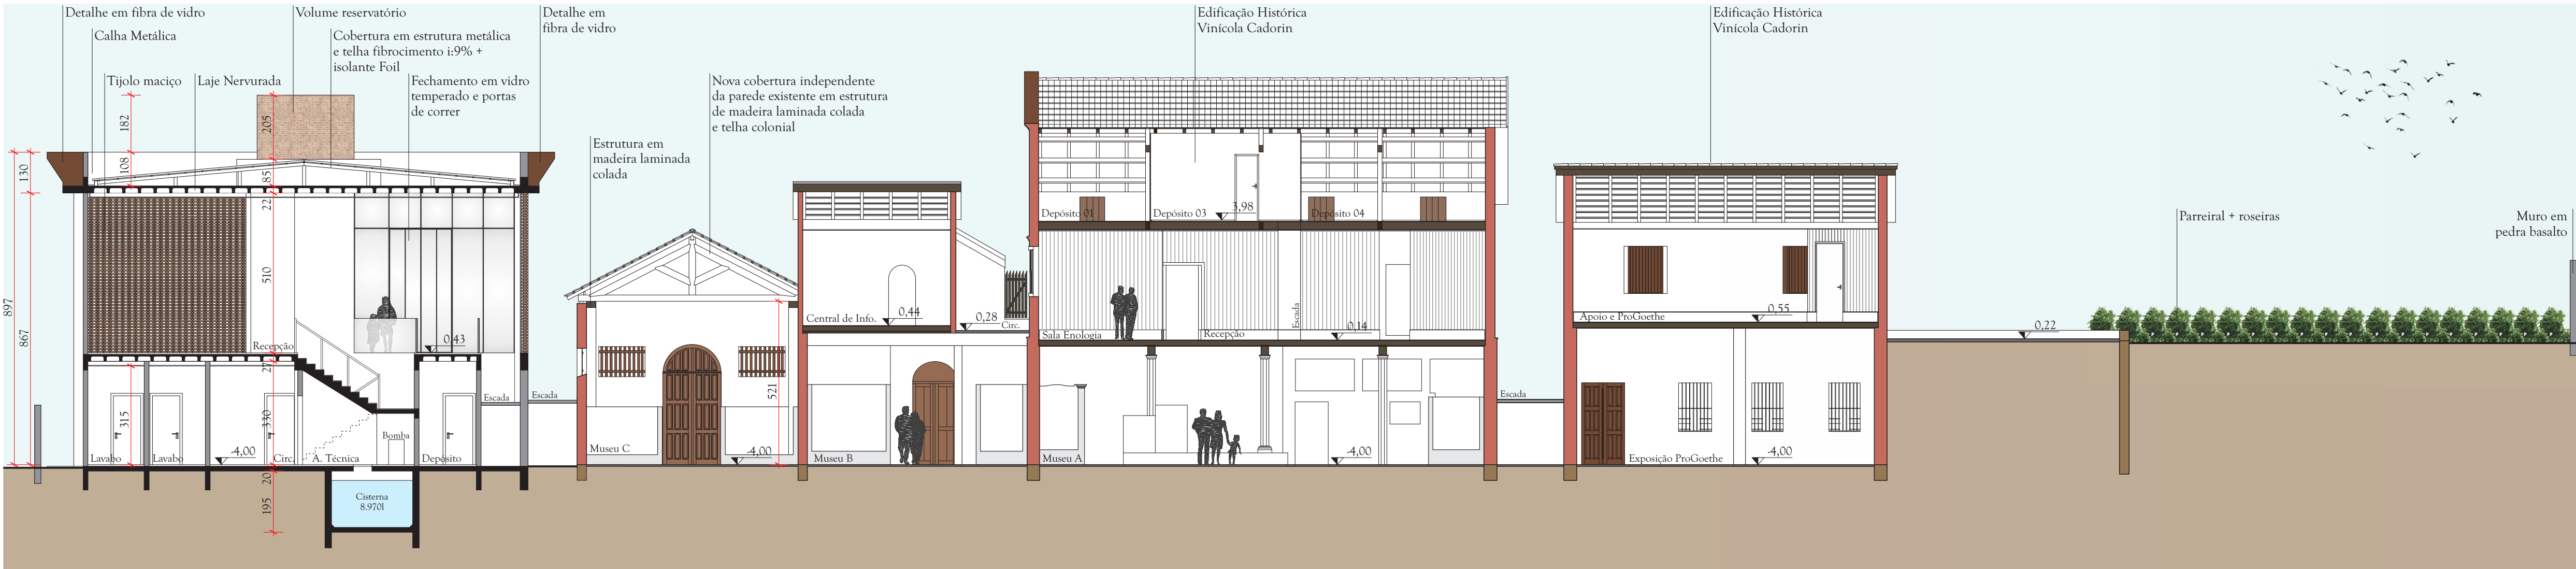 Detalhe em fibra de vidro
Volume reservatório
Detalhe em
fibra de vidro
Edificação Histórica
Vinícola Cadorin
Edificação Histórica
Vinícola Cadorin
Calha Metálica
Cobertura em estrutura metálica
e telha fibrocimento i:9% +
isolante Foil
Tijolo maciço
Laje Nervurada
Fechamento em vidro
temperado e portas
de correr
Nova cobertura independente
da parede existente em estrutura
de madeira laminada colada
e telha colonial
Estrutura em
madeira laminada
colada
Parreiral + roseiras
Muro em
pedra basalto
182
205
130
108
85
22
510
897
867
315
330
20
195
521
Recepção
0,43
Escada
Escada
Lavabo
Lavabo
-4,00
Circ.
A. Técnica
Bomba
Depósito
Cisterna
8.970l
Museu C
-4,00
Central de Info.
0,44
0,28
Circ.
Museu B
Depósito 01
Depósito 03
3,98
Depósito 04
Sala Enologia
Recepção
Escada
0,14
Museu A
-4,00
Escada
Apoio e ProGoethe
0,55
Exposição ProGoethe
-4,00
0,22